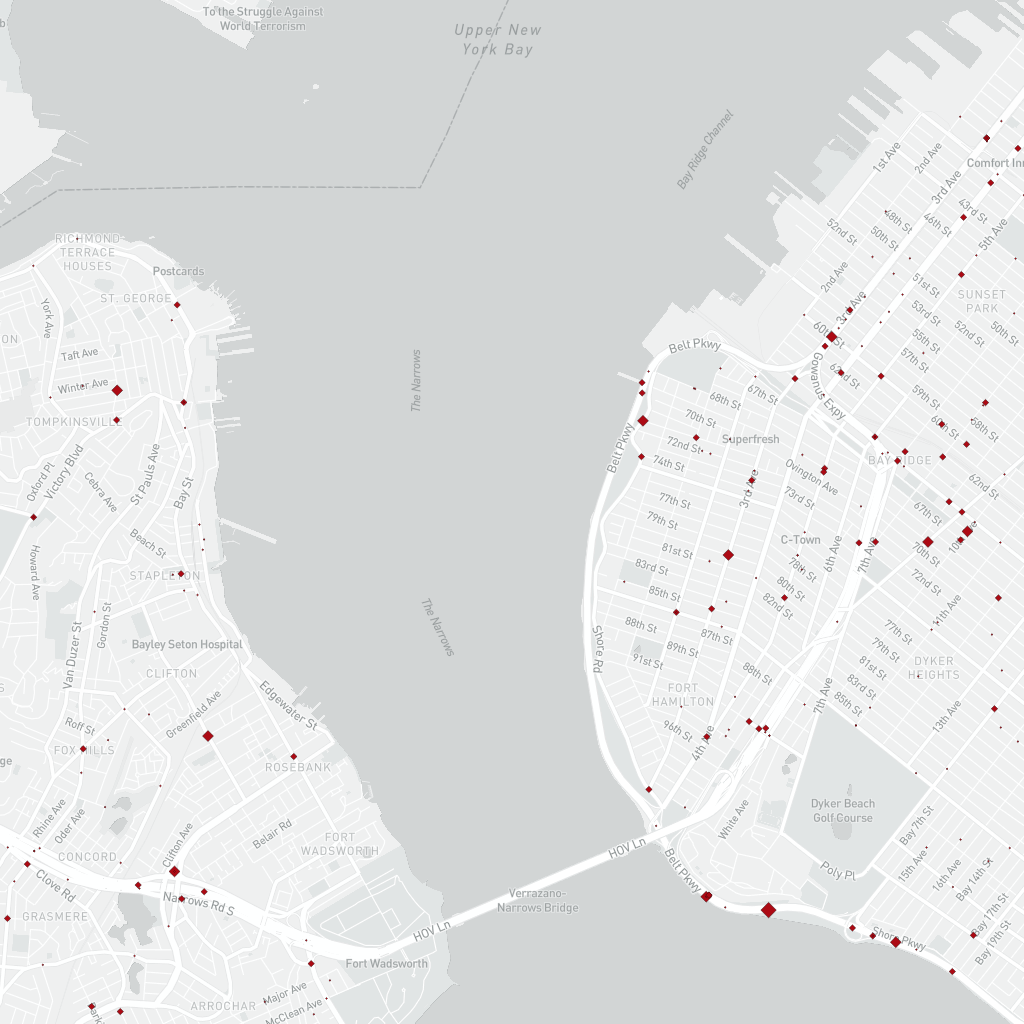 To the Struggle Against
World Terrorism
Upper New
York Bay
Bay Ridge Channel
1st Ave
2nd Ave
Comfort Inn
3rd Ave
43rd St
48th St
46th St
52nd St
50th St
5th Ave
RICHMOND
TERRACE
HOUSES
Postcards
ST. GEORGE
York Ave
2nd Ave
51st St
SUNSET
PARK
3rd Ave
53rd St
50th St
60th St
52nd St
55th St
Taft Ave
Belt Pkwy
57th St
The Narrows
Winter Ave
67th St
62nd St
Gowanus Expy
59th St
68th St
TOMPKINSVILLE
70th St
60th St
58th St
72nd St
Superfresh
Belt Pkwy
74th St
BAY RIDGE
Ovington Ave
62nd St
Oxford Pl
Victory Blvd
Cebra Ave
St Pauls Ave
Bay St
3rd Ave
73rd St
77th St
67th St
79th St
C-Town
Beach St
Howard Ave
81st St
6th Ave
7th Ave
70th St
STAPLETON
83rd St
78th St
80th St
72nd St
85th St
82nd St
11th Ave
Gordon St
Van Duzer St
The Narrows
88th St
87th St
77th St
Bayley Seton Hospital
Shore Rd
89th St
79th St
91st St
CLIFTON
88th St
81st St
DYKER
HEIGHTS
Edgewater St
Greenfield Ave
FORT
HAMILTON
7th Ave
83rd St
85th St
13th Ave
Roff St
96th St
4th Ave
FOX HILLS
ROSEBANK
Dyker Beach
Golf Course
Rhine Ave
Oder Ave
Belair Rd
White Ave
Bay 7th St
FORT
WADSWORTH
Clifton Ave
HOV Ln
CONCORD
Belt Pkwy
Poly Pl
15th Ave
16th Ave
Bay 14th St
Clove Rd
Narrows Rd S
Verrazano-
Narrows Bridge
GRASMERE
HOV Ln
Bay 17th St
Shore Pkwy
Bay 19th St
Fort Wadsworth
Major Ave
ARROCHAR
McClean Ave